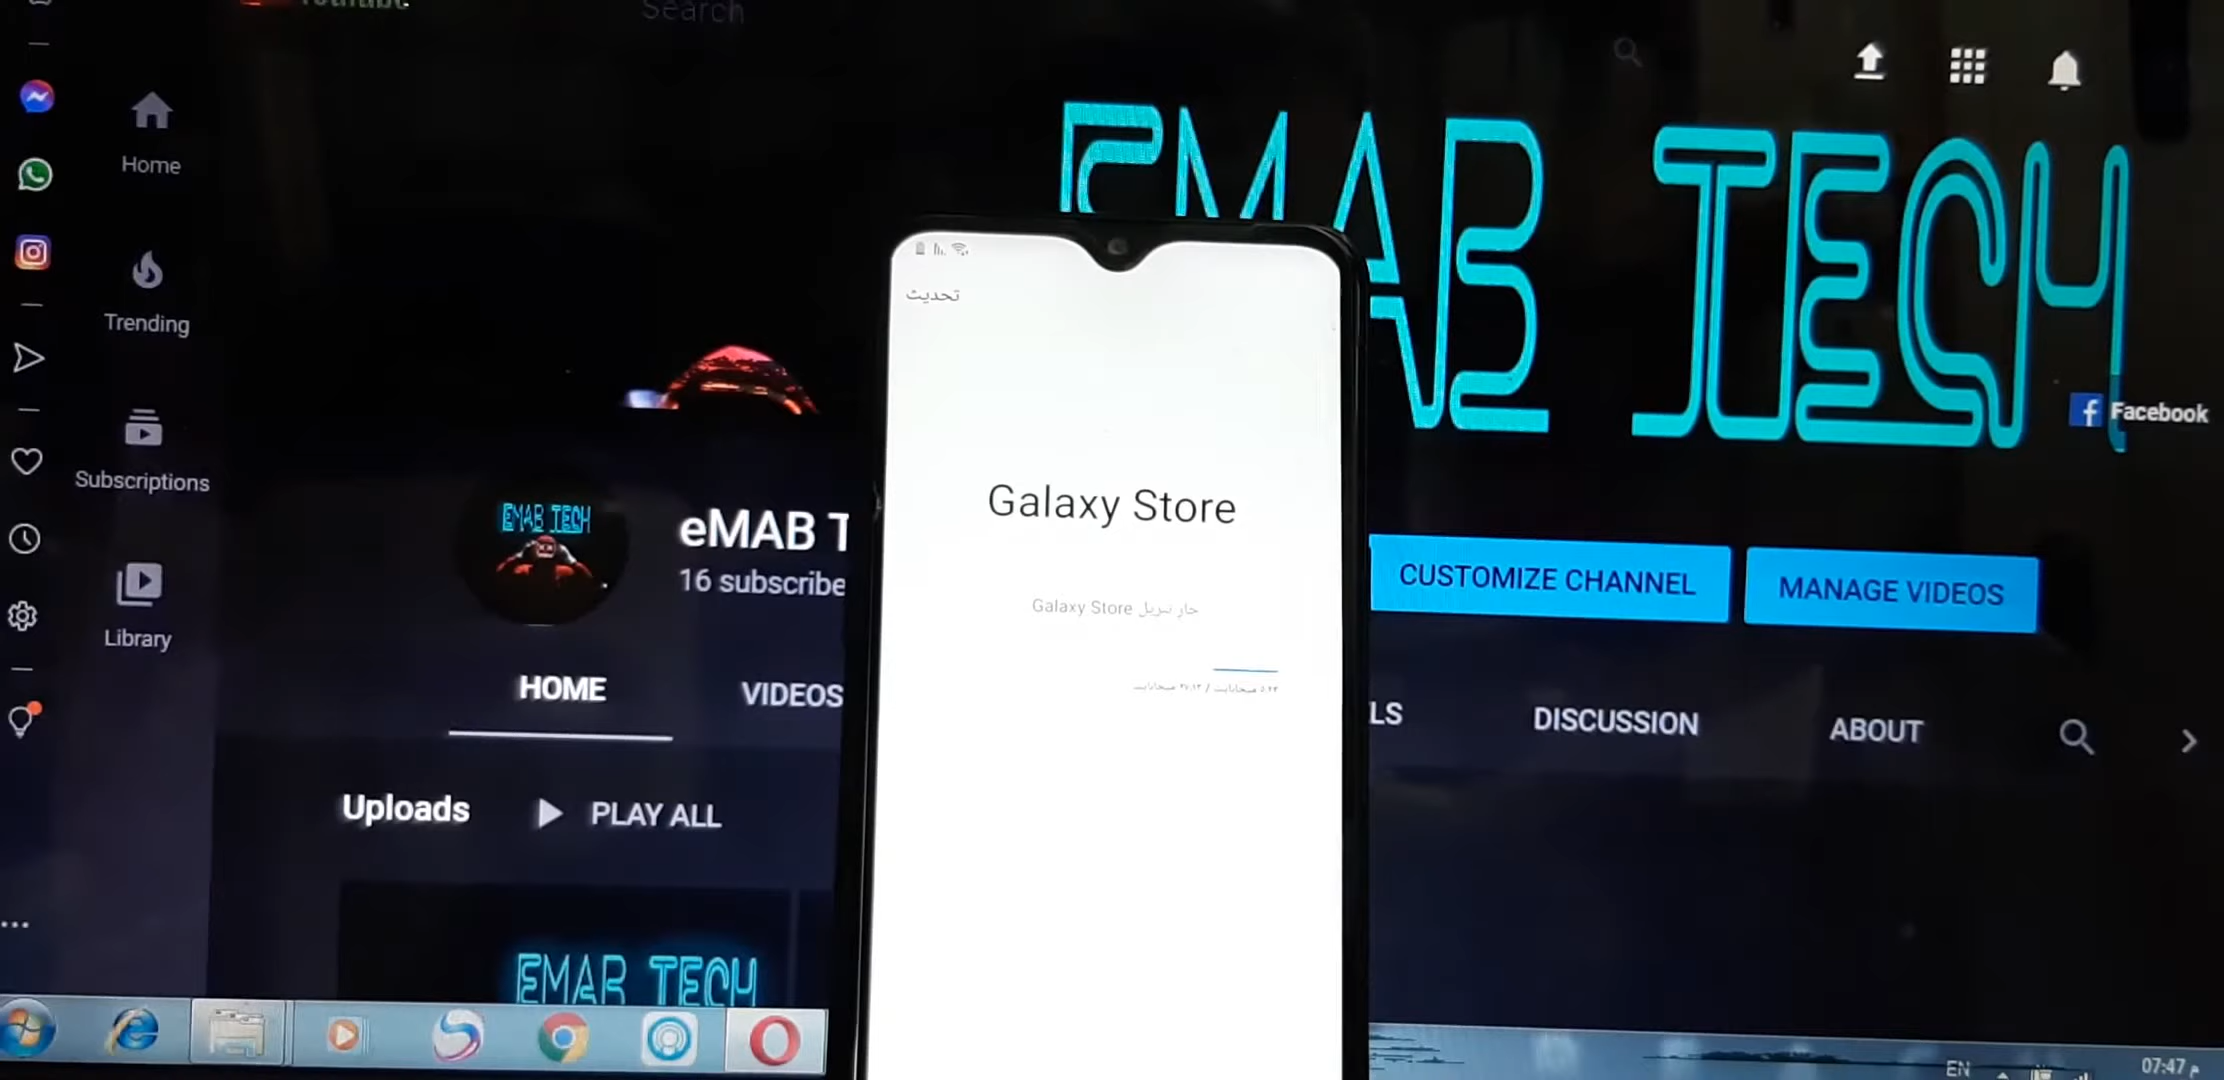 Search
EMAB TECH
Home
Trending
Subscriptions
Library
Facebook
EMAB TECH
eMAB T
16 subscribe
CUSTOMIZE CHANNEL
MANAGE VIDEOS
HOME
VIDEOS
LS
DISCUSSION
ABOUT
Uploads
PLAY ALL
EMAB TECH
تحديث
Galaxy Store
جار تنزيل Galaxy Store
EN
07:47 م